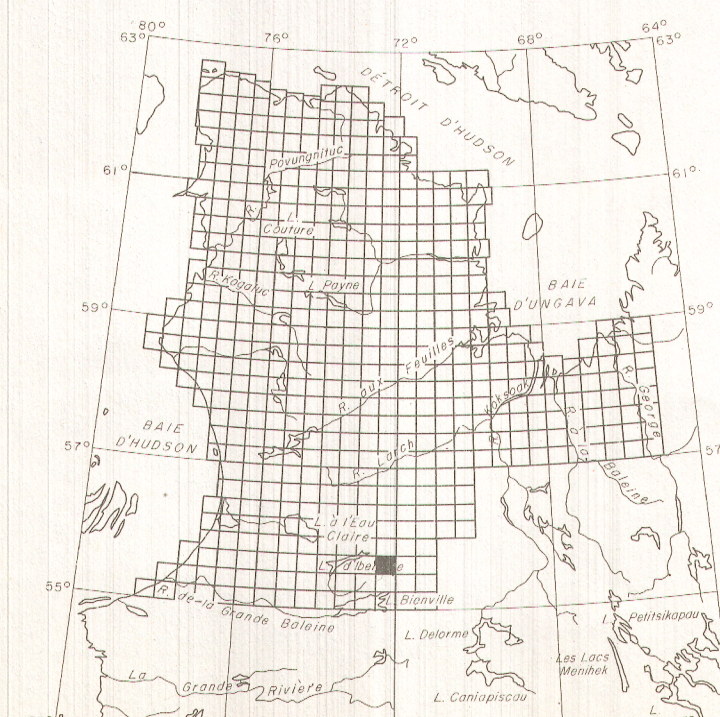 80°
76°
72°
68°
64°
63°
63°
DÉTROIT D'HUDSON
61°
61°
Povungnituc
R.
L.
Couture
R. Kogaluc
L. Payne
BAIE
D'UNGAVA
59°
59°
R. aux Feuilles
Koksoak
R.
R. George
BAIE
D'HUDSON
57°
57
R. Larch
R. à la
Baleine
L. à l'Eau
Claire
55°
L. Bienville
R. de-la Grande Baleine
L. Delorme
L. Petitsikapau
Les Lacs
Menihek
La Grande Rivière
L. Caniapiscau
L.